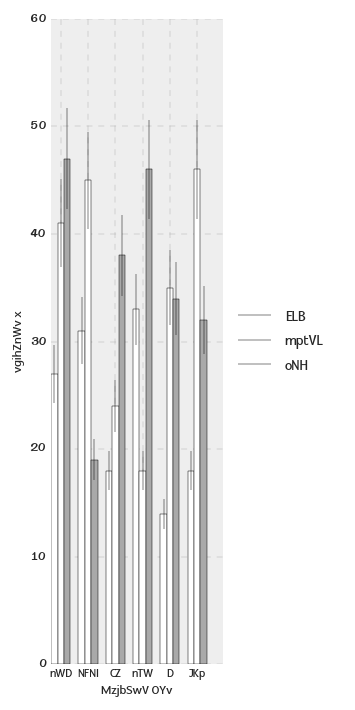 60
50
40
30
20
10
0
vgihZnWv x
nWD NFNI CZ nTW D JKp
MzjbSwV OYv
ELB
mptVL
oNH